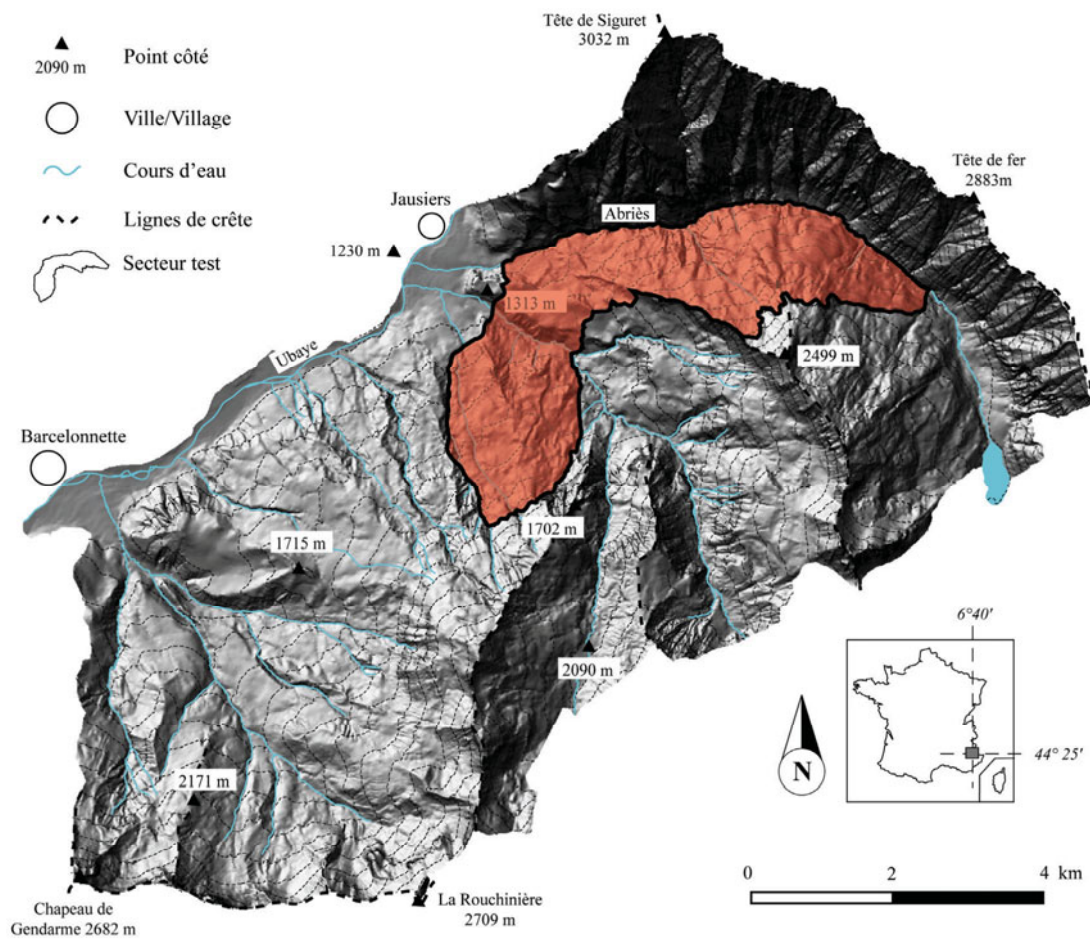 2090 m
Point côté
Ville/Village
Cours d'eau
Lignes de crête
Secteur test
Tête de Siguret
3032 m
Tête de fer
2883m
Jausiers
1230 m
Abriès
1313 m
2499 m
Ubaye
Barcelonnette
1702 m
1715 m
2090 m
2171 m
6°40'
44° 25'
N
0
2
4 km
Chapeau de
Gendarme 2682 m
La Rouchinière
2709 m